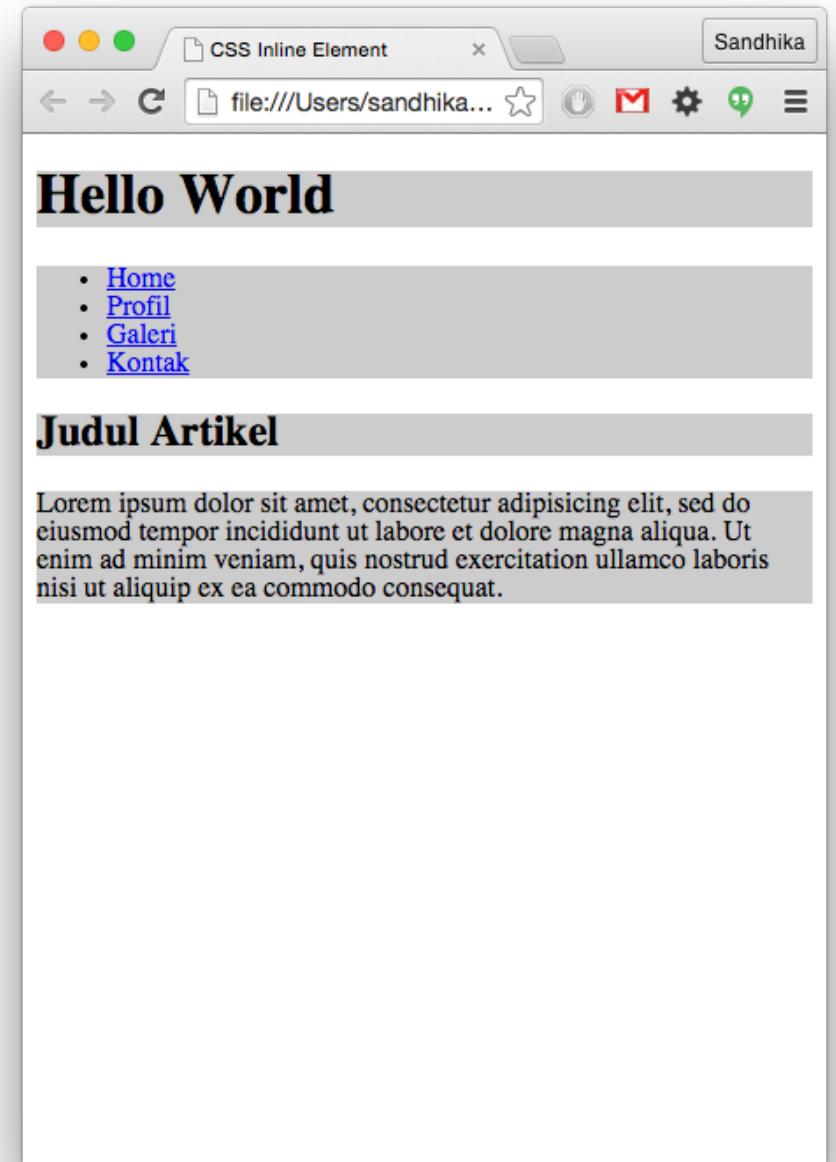 CSS Inline Element
Sandhika
file:///Users/sandhika...
Hello World
Home
Profil
Galeri
Kontak
Judul Artikel
Lorem ipsum dolor sit amet, consectetur adipisicing elit, sed do
eiusmod tempor incididunt ut labore et dolore magna aliqua. Ut
enim ad minim veniam, quis nostrud exercitation ullamco laboris
nisi ut aliquip ex ea commodo consequat.